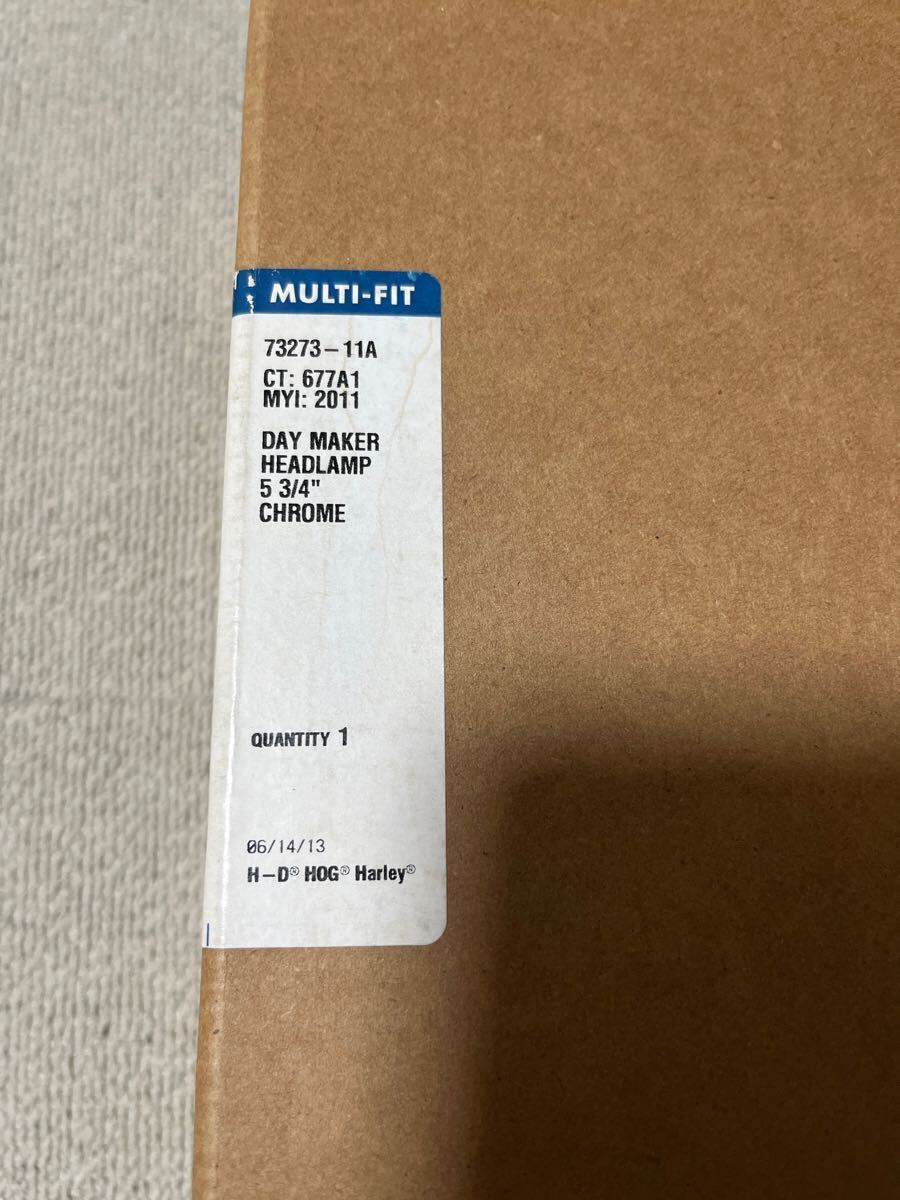 MULTI-FIT
73273-11A
CT: 677A1
MYI: 2011
DAY MAKER
HEADLAMP
5 3/4"
CHROME
QUANTITY 1
06/14/13
H-D® HOG® Harley®